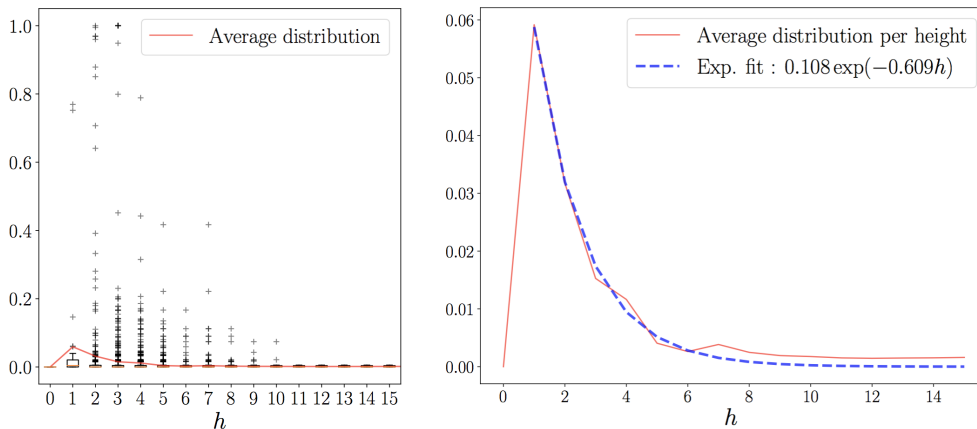 1.0
0.8
0.6
0.4
0.2
0.0
Average distribution
0 1 2 3 4 5 6 7 8 9 10 11 12 13 14 15
h
0.06
0.05
0.04
0.03
0.02
0.01
0.00
Average distribution per height
Exp. fit : 0.108 exp(−0.609h)
0 2 4 6 8 10 12 14
h